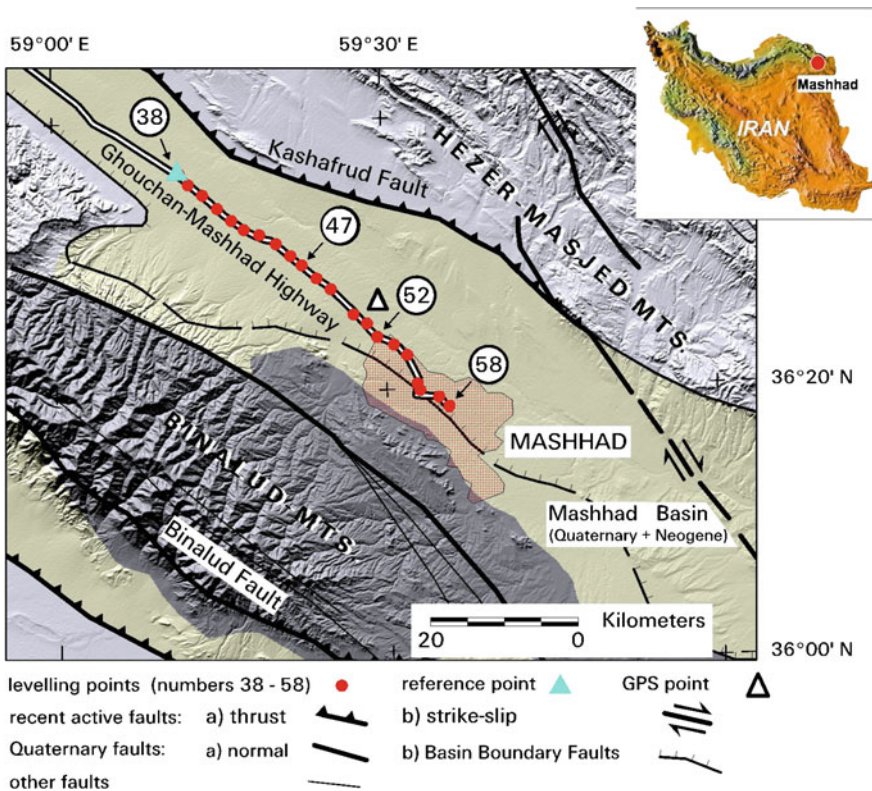 59°00' E
59°30' E
Mashhad
IRAN
38
Kashafrud Fault
HEZER-MASJED MTS.
Ghouchan-Mashhad Highway
47
52
58
36°20' N
MASHHAD
BINALUD MTS
Mashhad Basin
(Quaternary + Neogene)
Binalud Fault
Kilometers
20 0
36°00' N
levelling points (numbers 38 - 58) reference point GPS point
recent active faults: a) thrust b) strike-slip
Quaternary faults: a) normal b) Basin Boundary Faults
other faults